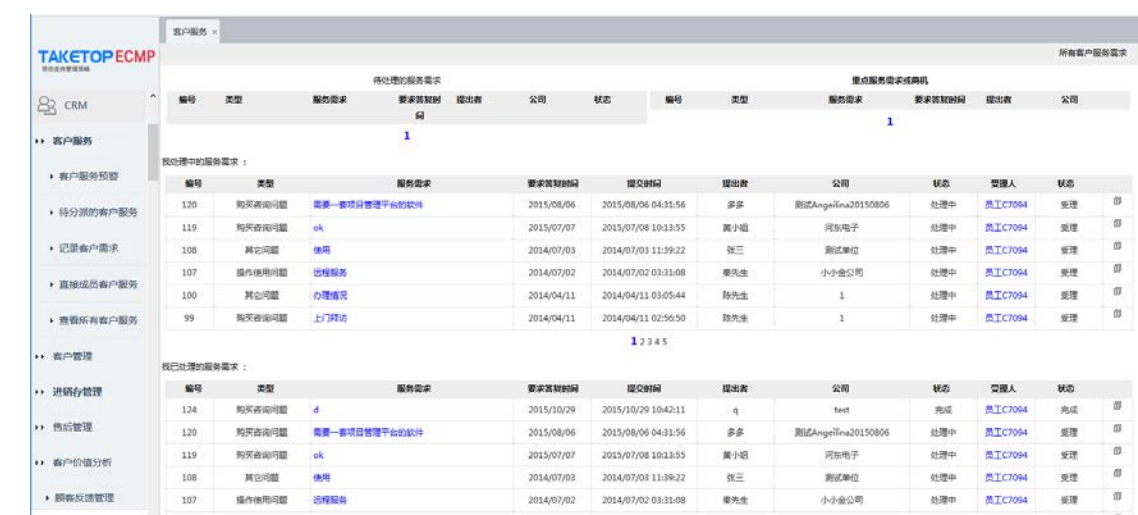 客户服务 ×
TAKETOP ECMP
所有客户服务需求
待处理的服务需求 重点服务需求或商机
编号 类型 服务需求 要求答复时间 提出者 公司 状态 编号 类型 服务需求 要求答复时间 提出者 公司
1 1
CRM
客户服务
客户服务预警
待分派的客户服务
记录客户需求
直接成员客户服务
查看所有客户服务
客户管理
进销存管理
售后管理
客户价值分析
顾客反馈管理
我处理中的服务需求 :
编号 类型 服务需求 要求答复时间 提交时间 提出者 公司 状态 受理人 状态
120 购买咨询问题 需要一套项目管理平台的软件 2015/08/06 2015/08/06 04:31:56 多多 测试Angeilina20150806 处理中 员工C7094 受理
119 购买咨询问题 ok 2015/07/07 2015/07/08 10:13:55 黄小姐 河东电子 处理中 员工C7094 受理
108 其它问题 使用 2014/07/03 2014/07/03 11:39:22 张三 测试单位 处理中 员工C7094 受理
107 操作使用问题 远程服务 2014/07/02 2014/07/02 03:31:08 秦先生 小小金公司 处理中 员工C7094 受理
100 其它问题 办理情况 2014/04/11 2014/04/11 03:05:44 陈先生 1 处理中 员工C7094 受理
99 购买咨询问题 上门拜访 2014/04/11 2014/04/11 02:56:50 陈先生 1 处理中 员工C7094 受理
1 2 3 4 5
我已处理的服务需求 :
编号 类型 服务需求 要求答复时间 提交时间 提出者 公司 状态 受理人 状态
124 购买咨询问题 d 2015/10/29 2015/10/29 10:42:11 q test 完成 员工C7094 完成
120 购买咨询问题 需要一套项目管理平台的软件 2015/08/06 2015/08/06 04:31:56 多多 测试Angeilina20150806 处理中 员工C7094 受理
119 购买咨询问题 ok 2015/07/07 2015/07/08 10:13:55 黄小姐 河东电子 处理中 员工C7094 受理
108 其它问题 使用 2014/07/03 2014/07/03 11:39:22 张三 测试单位 处理中 员工C7094 受理
107 操作使用问题 远程服务 2014/07/02 2014/07/02 03:31:08 秦先生 小小金公司 处理中 员工C7094 受理